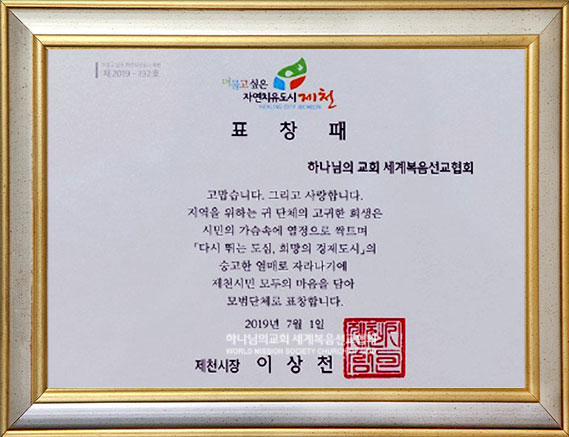 제2019-192호
머물고 싶은
자연치유도시 제천
HEALING CITY JECHEON
표 창 패
하나님의 교회 세계복음선교협회
고맙습니다. 그리고 사랑합니다.
지역을 위하는 귀 단체의 고귀한 희생은
시민의 가슴속에 열정으로 싹트며
「다시 뛰는 도심, 희망의 경제도시」의
숭고한 열매로 자라나기에
제천시민 모두의 마음을 담아
모범단체로 표창합니다.
2019년 7월 1일
하나님의교회 세계복음선교협회
WORLD MISSION SOCIETY CHURCH OF GOD
제천시장 이 상 천